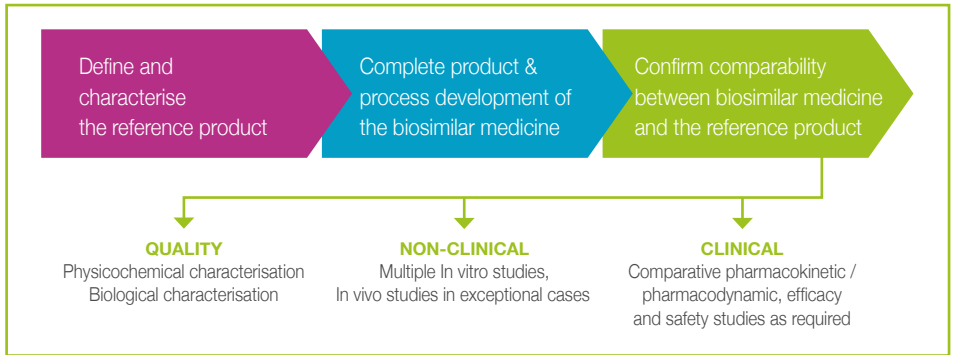 Define and
characterise
the reference product
Complete product &
process development of
the biosimilar medicine
Confirm comparability
between biosimilar medicine
and the reference product
QUALITY
Physicochemical characterisation
Biological characterisation
NON-CLINICAL
Multiple In vitro studies,
In vivo studies in exceptional cases
CLINICAL
Comparative pharmacokinetic /
pharmacodynamic, efficacy
and safety studies as required